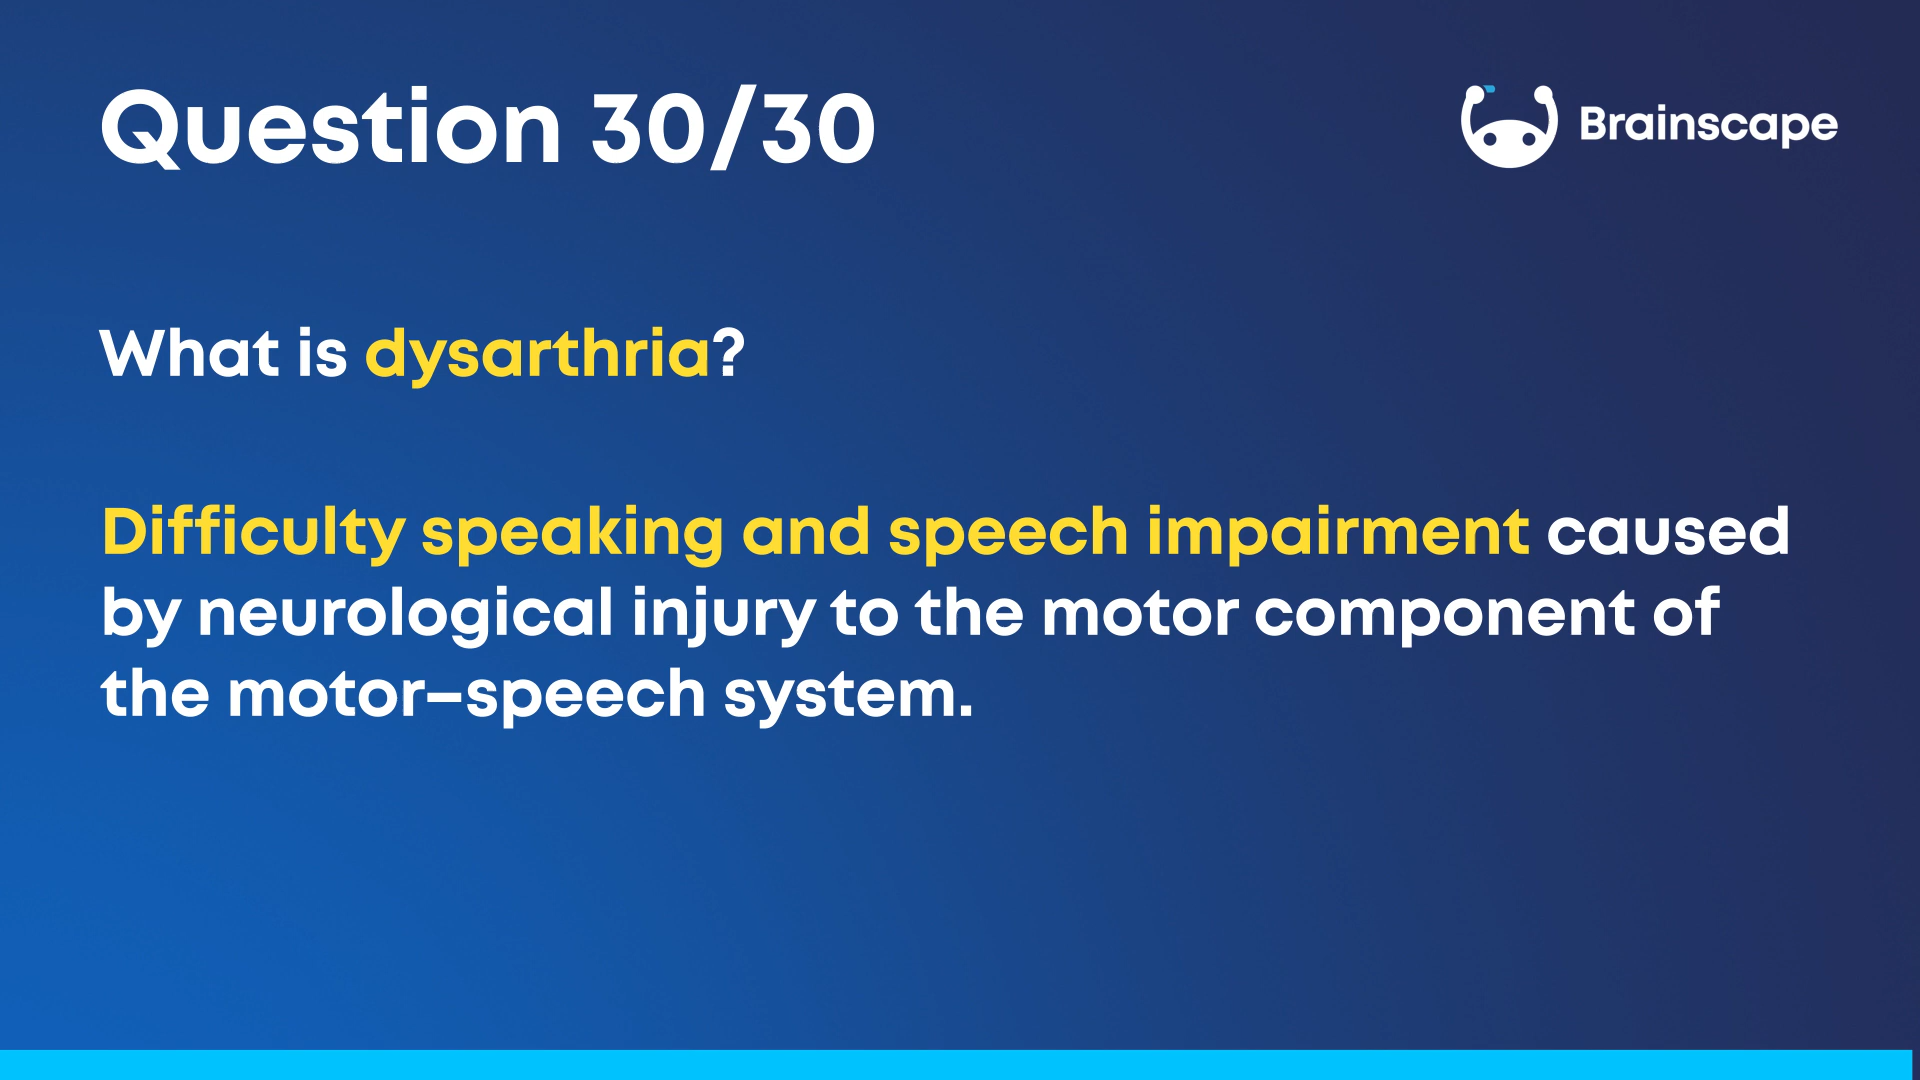 Question 30/30
Brainscape
What is dysarthria?
Difficulty speaking and speech impairment caused
by neurological injury to the motor component of
the motor–speech system.